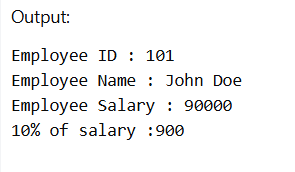 Output:
Employee ID : 101
Employee Name : John Doe
Employee Salary : 90000
10% of salary :900